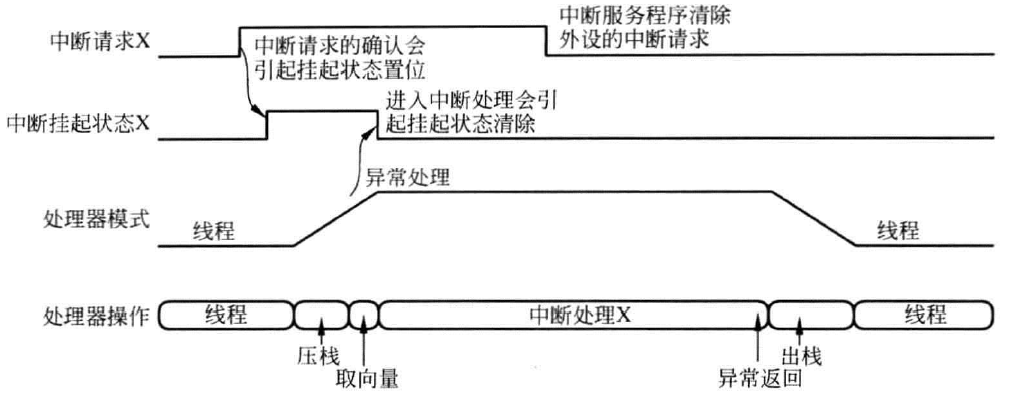 中断请求X
中断请求的确认会
引起挂起状态置位
中断服务程序清除
外设的中断请求
中断挂起状态X
进入中断处理会引
起挂起状态清除
处理器模式
线程
异常处理
线程
处理器操作
线程
中断处理X
线程
压栈
取向量
异常返回
出栈